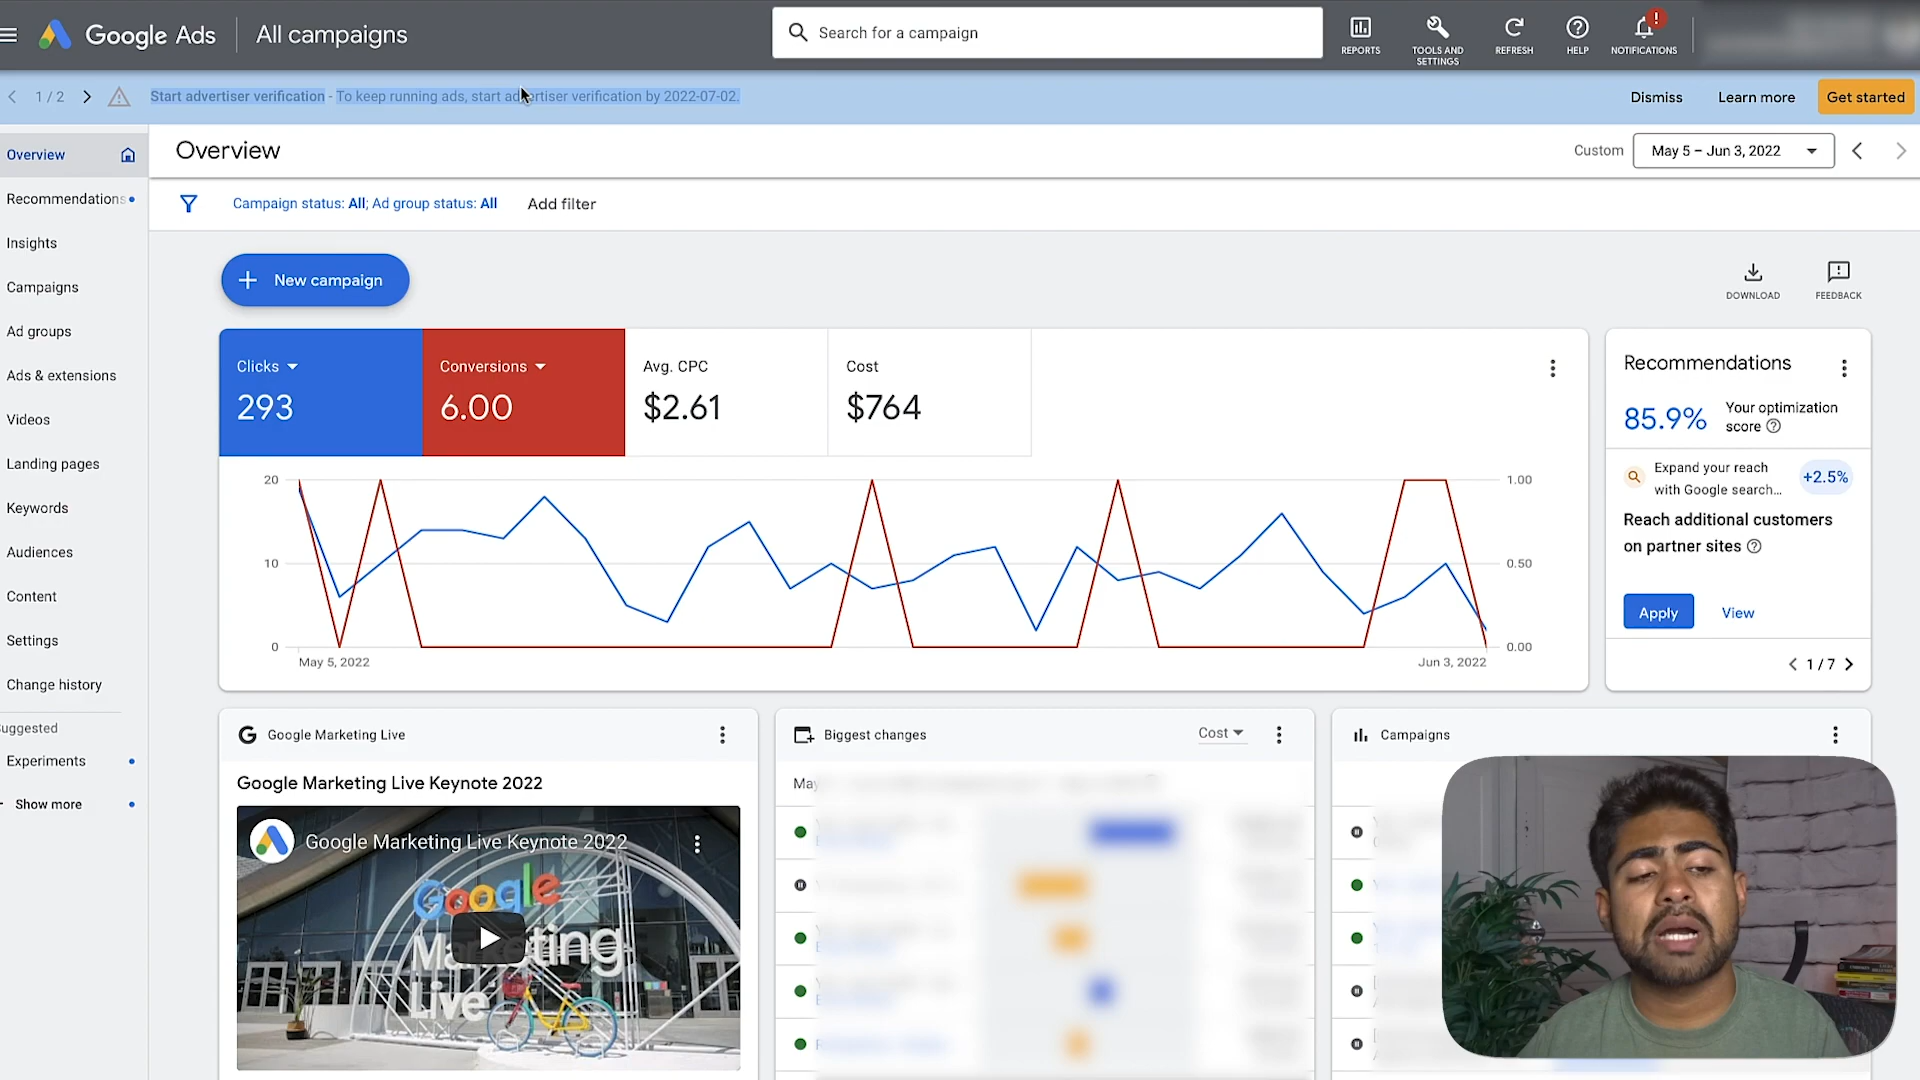 Google Ads
All campaigns
Search for a campaign
REPORTS
TOOLS AND
SETTINGS
REFRESH
HELP
!
NOTIFICATIONS
1 / 2
Start advertiser verification - To keep running ads, start advertiser verification by 2022-07-02.
Dismiss
Learn more
Get started
Overview
Recommendations
Insights
Campaigns
Ad groups
Ads & extensions
Videos
Landing pages
Keywords
Audiences
Content
Settings
Change history
uggested
Experiments
Show more
Overview
Custom
May 5 – Jun 3, 2022
Campaign status: All; Ad group status: All
Add filter
New campaign
DOWNLOAD
FEEDBACK
Clicks
293
Conversions
6.00
Avg. CPC
$2.61
Cost
$764
20
10
0
1.00
0.50
0.00
May 5, 2022
Jun 3, 2022
Recommendations
85.9%
Your optimization
score
Expand your reach
with Google search...
+2.5%
Reach additional customers
on partner sites
Apply
View
1 / 7
Google Marketing Live
Google Marketing Live Keynote 2022
Google Marketing Live Keynote 2022
Google
Marketing
Live
Biggest changes
Cost
May
Campaigns